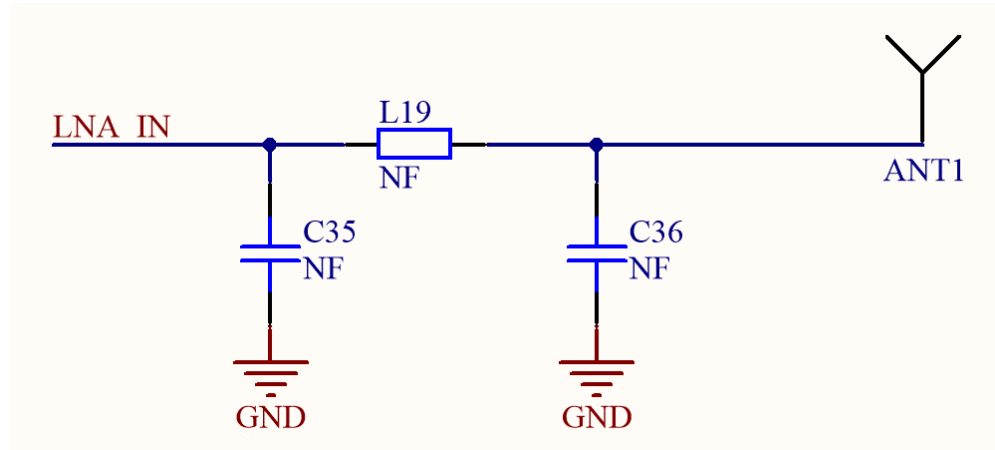 L19
LNA IN
NF
ANT1
C35
NF
C36
NF
GND
GND